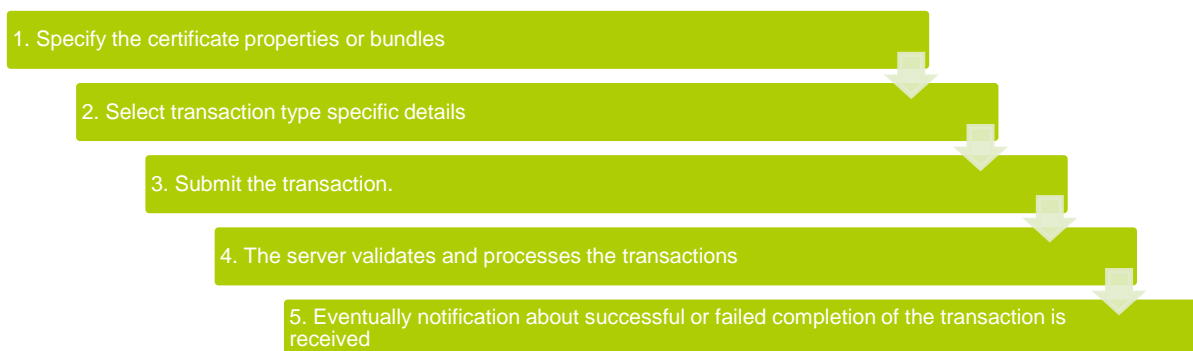 1. Specify the certificate properties or bundles
2. Select transaction type specific details
3. Submit the transaction.
4. The server validates and processes the transactions
5. Eventually notification about successful or failed completion of the transaction is
received